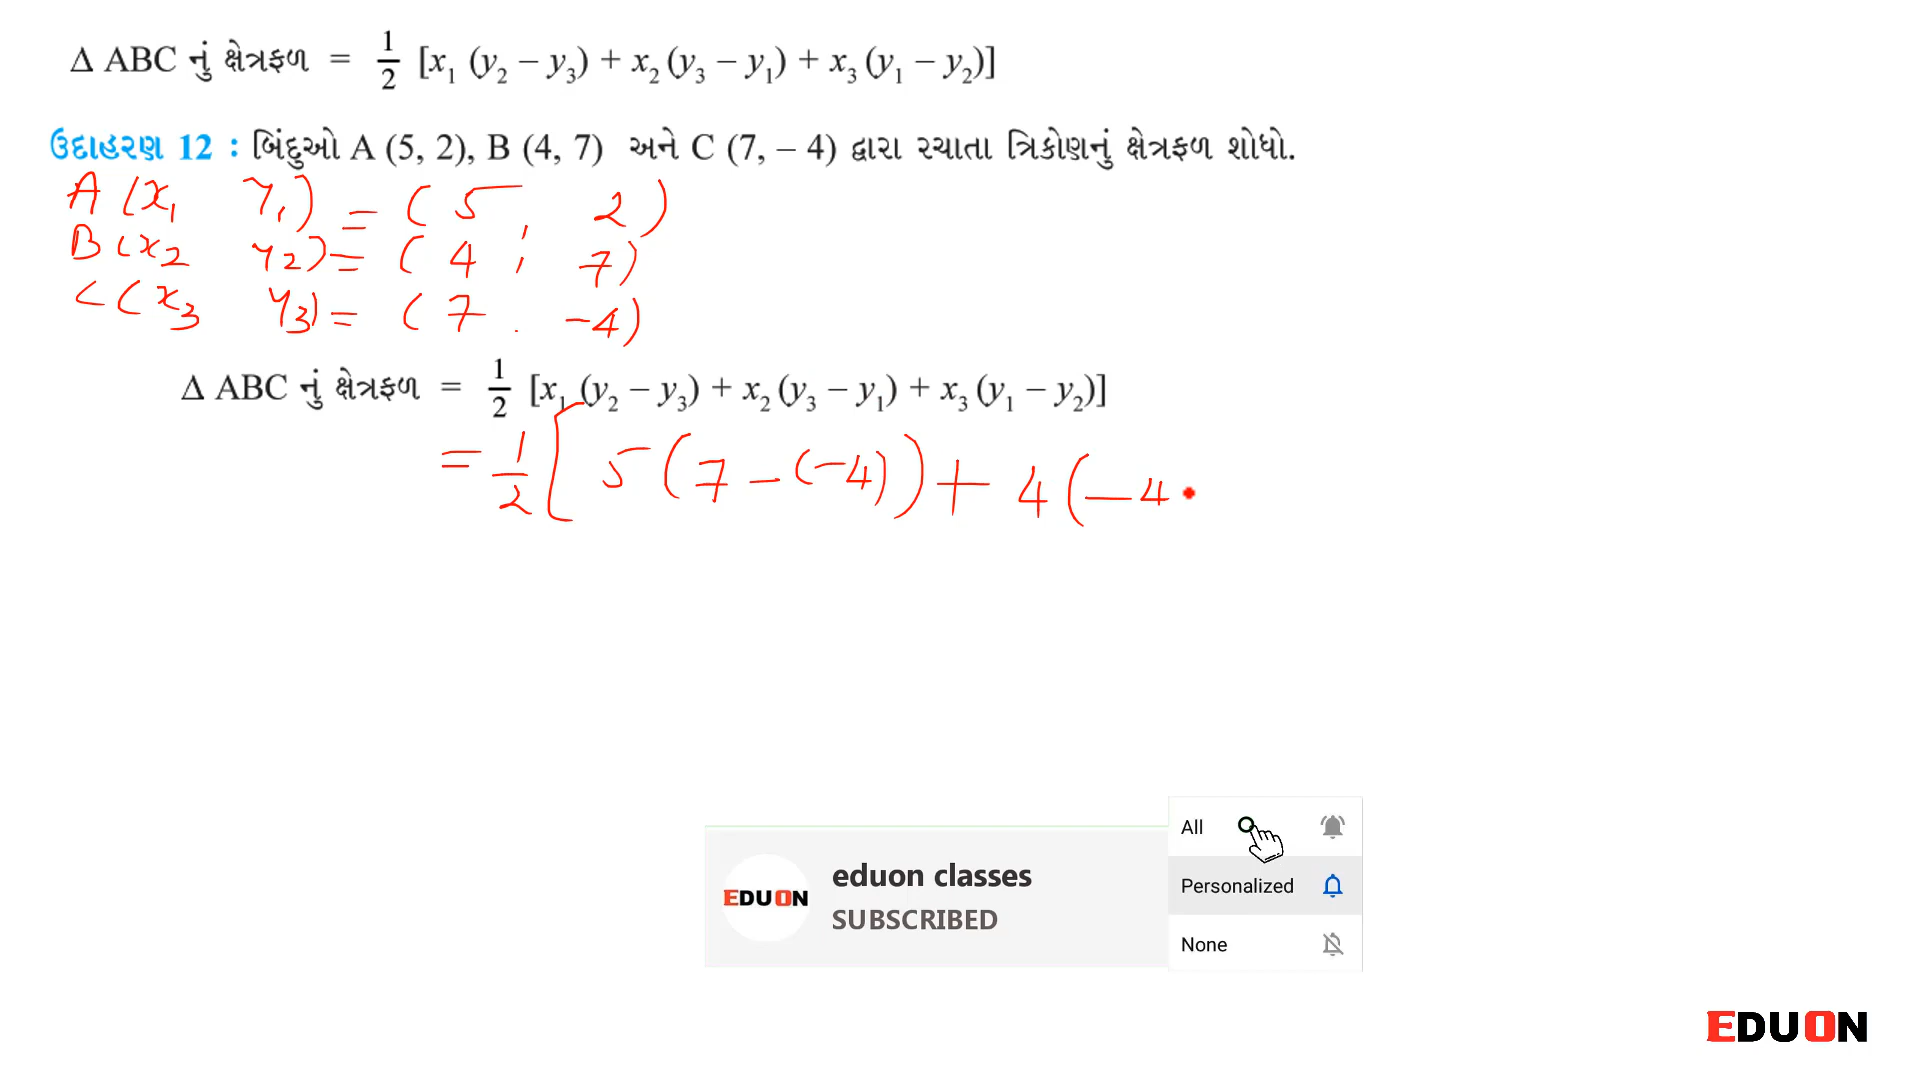 Δ ABC નું ક્ષેત્રફળ = 1/2 [x₁ (y₂ – y₃) + x₂ (y₃ – y₁) + x₃ (y₁ – y₂)]
ઉદાહરણ 12 : બિંદુઓ A (5, 2), B (4, 7) અને C (7, – 4) દ્વારા રચાતા ત્રિકોણનું ક્ષેત્રફળ શોધો.
A (x₁ y₁) = ( 5 , 2 )
B (x₂ y₂) = ( 4 , 7)
C (x₃ y₃) = ( 7 . -4)
Δ ABC નું ક્ષેત્રફળ = 1/2 [x₁ (y₂ – y₃) + x₂ (y₃ – y₁) + x₃ (y₁ – y₂)]
= 1/2 [ 5 (7 - (-4)) + 4 (-4
All
EDUON
eduon classes
SUBSCRIBED
Personalized
None
EDUON